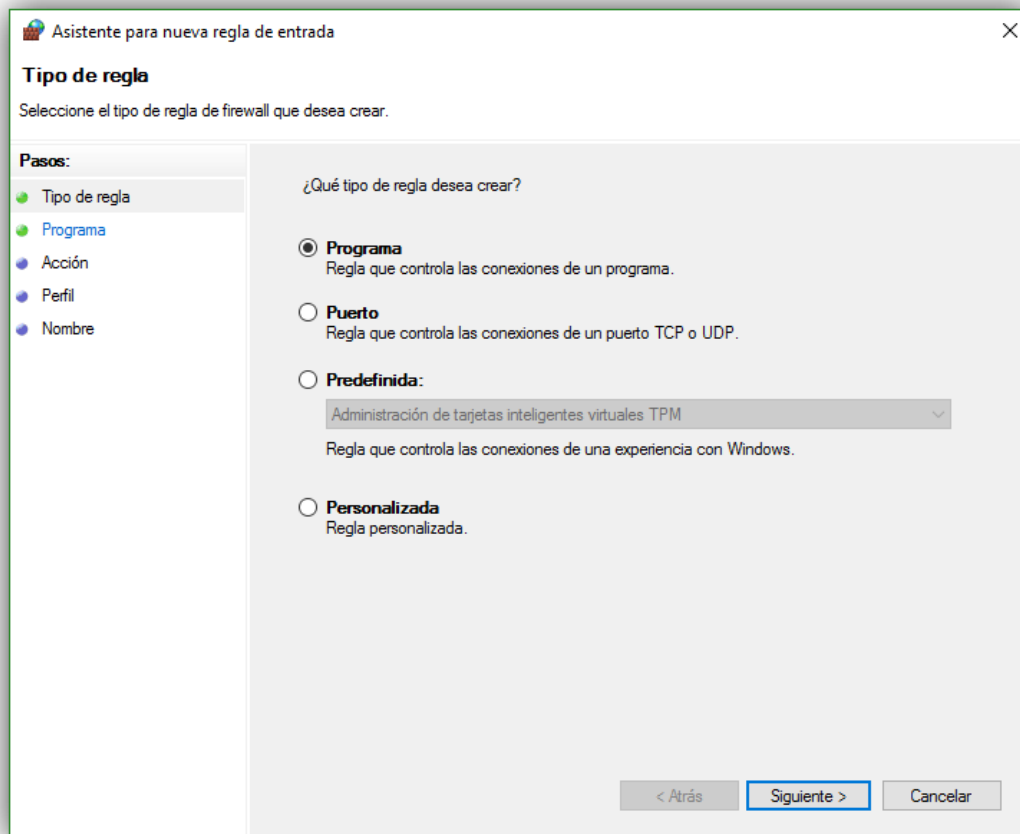 Asistente para nueva regla de entrada
Tipo de regla
Seleccione el tipo de regla de firewall que desea crear.
Pasos:
Tipo de regla
Programa
Acción
Perfil
Nombre
¿Qué tipo de regla desea crear?
Programa
Regla que controla las conexiones de un programa.
Puerto
Regla que controla las conexiones de un puerto TCP o UDP.
Predefinida:
Administración de tarjetas inteligentes virtuales TPM
Regla que controla las conexiones de una experiencia con Windows.
Personalizada
Regla personalizada.
< Atrás
Siguiente >
Cancelar